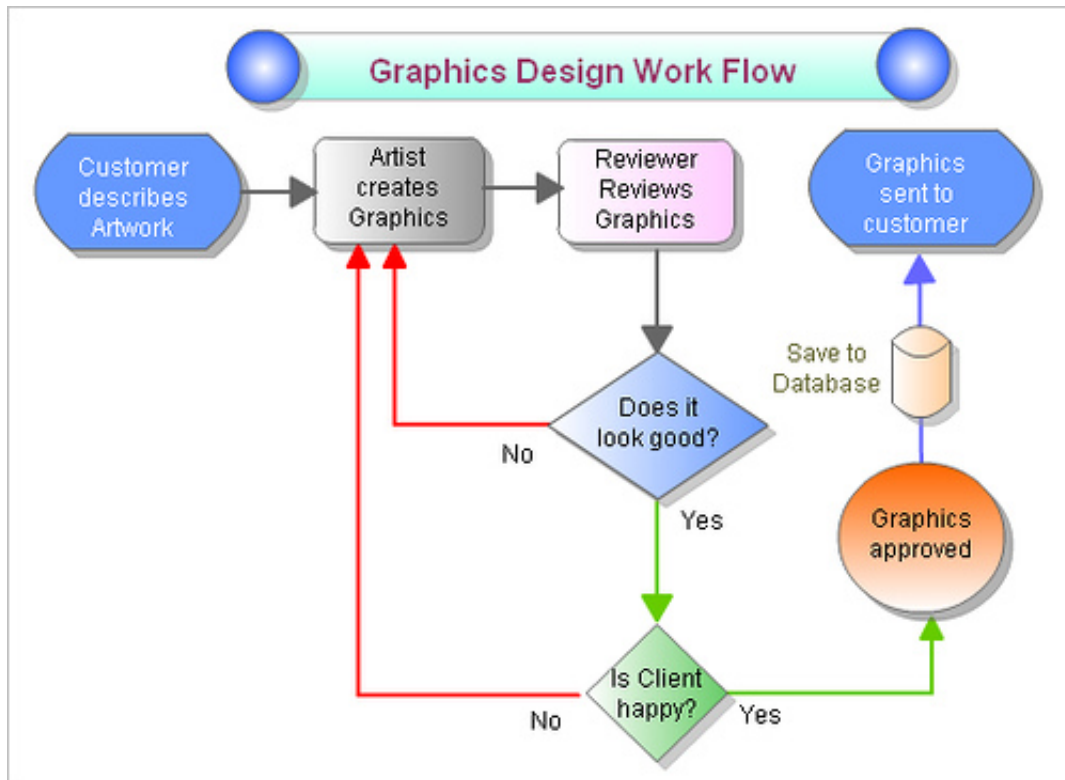 Graphics Design Work Flow
Customer
describes
Artwork
Artist
creates
Graphics
Reviewer
Reviews
Graphics
Graphics
sent to
customer
Save to
Database
Does it
look good?
No
Yes
Graphics
approved
Is Client
happy?
No
Yes